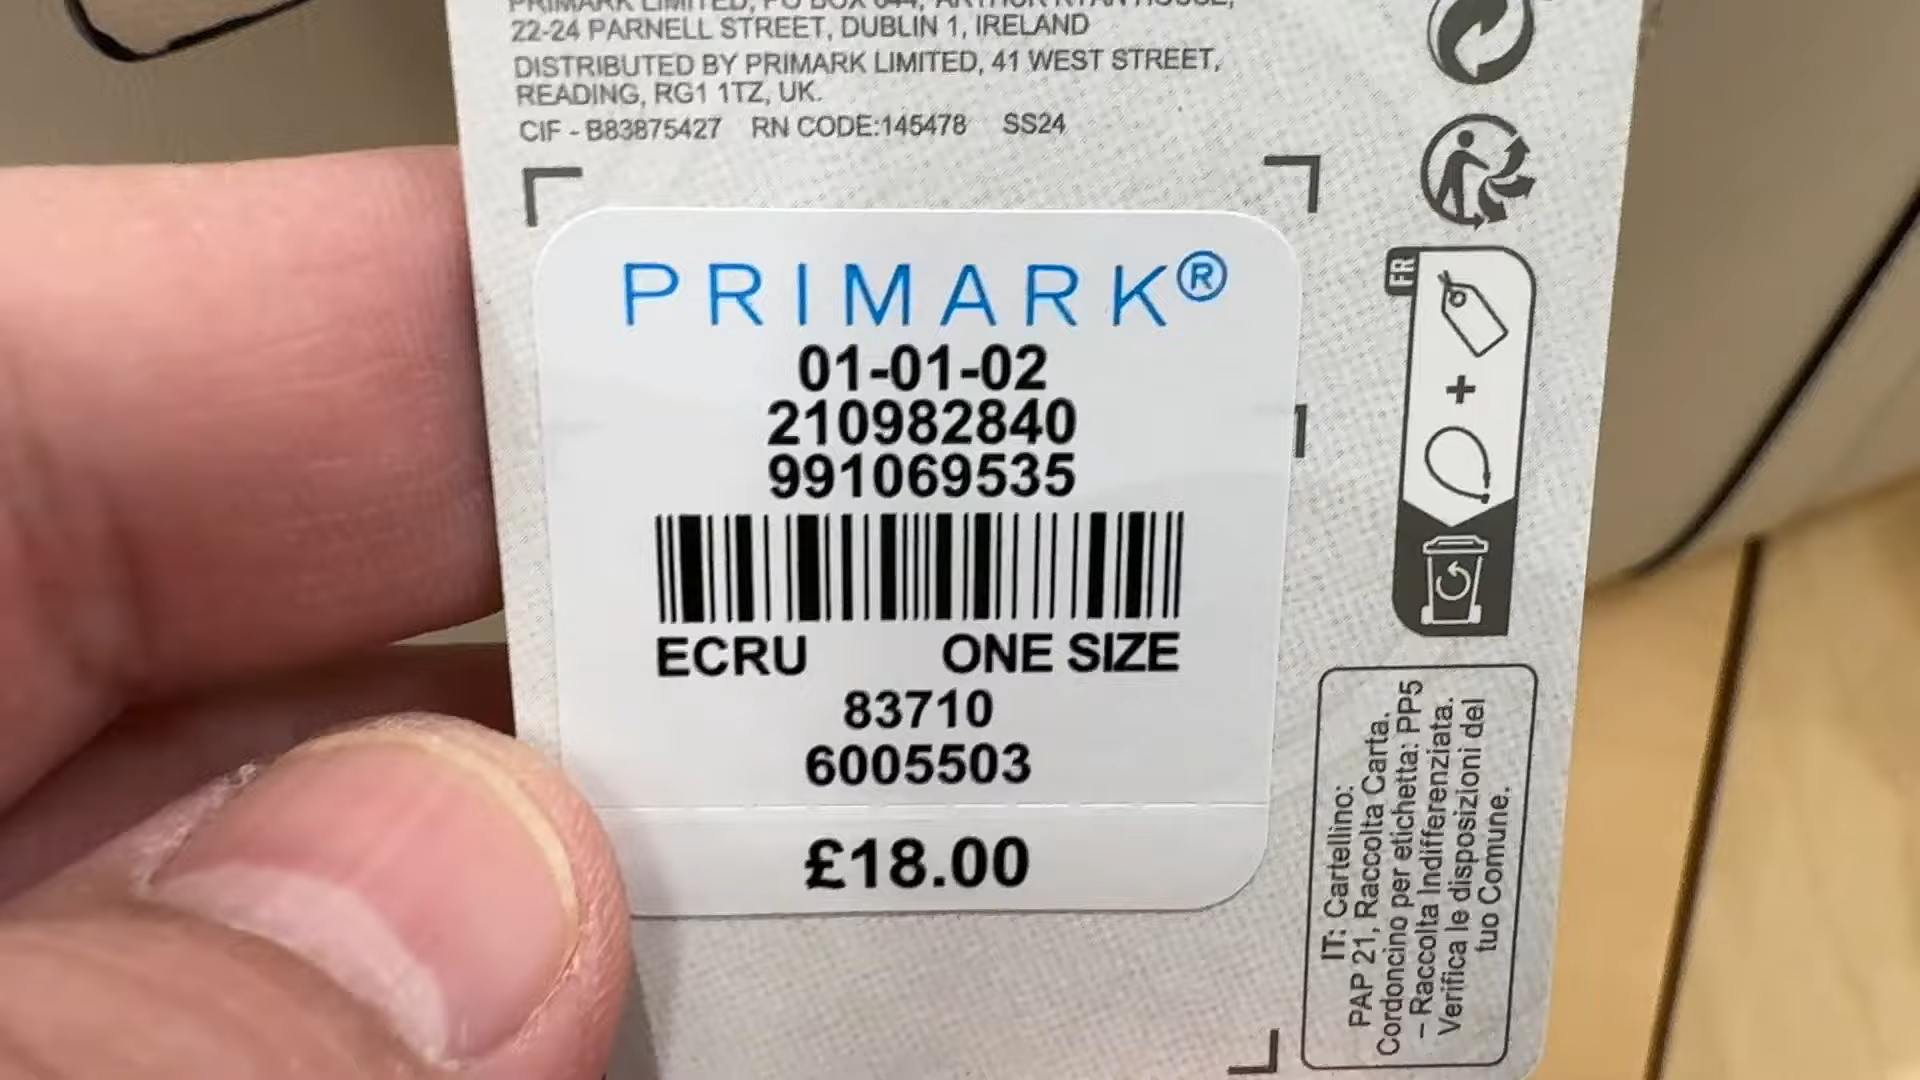 PRIMARK LIMITED, PO BOX 644, ARTHUR RYAN HOUSE,
22-24 PARNELL STREET, DUBLIN 1, IRELAND
DISTRIBUTED BY PRIMARK LIMITED, 41 WEST STREET,
READING, RG1 1TZ, UK.
CIF - B83875427 RN CODE:145478 SS24
PRIMARK®
01-01-02
210982840
991069535
ECRU ONE SIZE
83710
6005503
£18.00
FR
+
IT: Cartellino:
PAP 21, Raccolta Carta.
Cordoncino per etichetta: PP5
– Raccolta Indifferenziata.
Verifica le disposizioni del
tuo Comune.